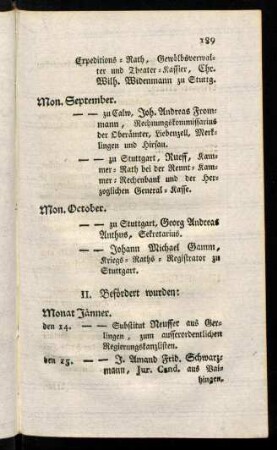 189
Expeditions-Rath, Gewölbsverwal-
ter und Theater-Kassier, Chr.
Wilh. Widenmann zu Stuttg.
Mon. September.
— — zu Calw, Joh. Andreas From-
mann, Rechnungskommissarius
der Oberämter, Liebenzell, Merk-
lingen und Hirsau.
— — zu Stuttgart, Rueff, Kam-
mer-Rath bei der Rennt-Kam-
mer-Rechenbank und der Her-
zoglichen General-Kasse.
Mon. October.
— — zu Stuttgart, Georg Andreas
Anthus, Sekretarius.
— — Johann Michael Gamm,
Kriegs-Raths-Registrator zu
Stuttgart.
II. Befördert wurden:
Monat Jänner.
den 14. — — Substitut Neuffer aus Ger-
lingen, zum ausserordentlichen
Regierungskanzlisten.
den 15. — — J. Amand Frid. Schwarz-
mann, Jur. Cand. aus Vai-
hingen,